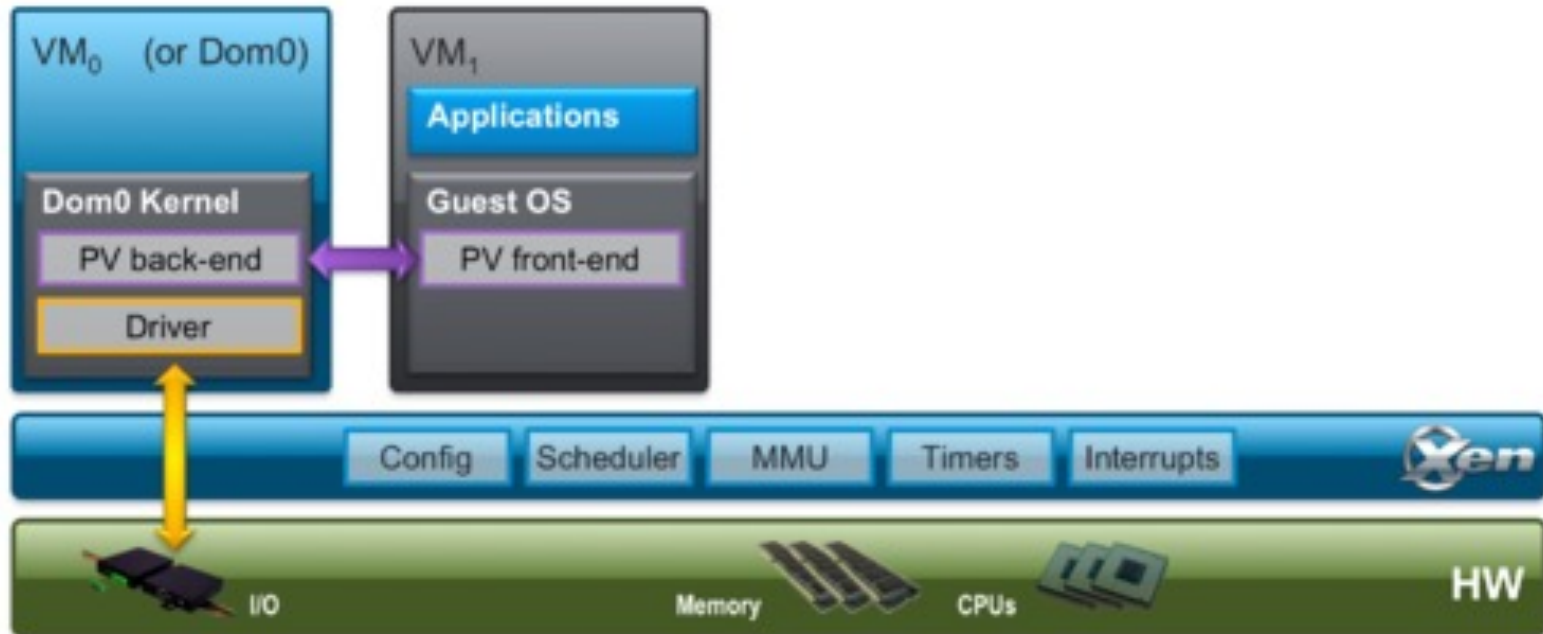 VM₀ (or Dom0)
Dom0 Kernel
PV back-end
Driver
VM₁
Applications
Guest OS
PV front-end
Config Scheduler MMU Timers Interrupts
Xen
I/O Memory CPUs HW